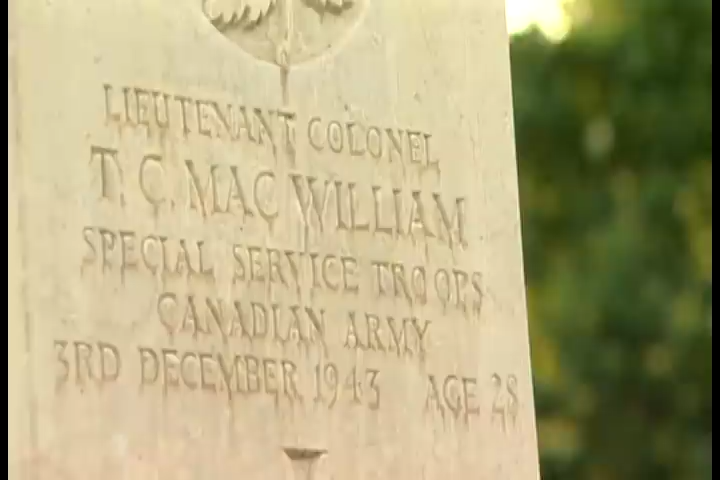 LIEUTENANT COLONEL
T. C. MAC WILLIAM
SPECIAL SERVICE TROOPS
CANADIAN ARMY
3RD DECEMBER 1943 AGE 28